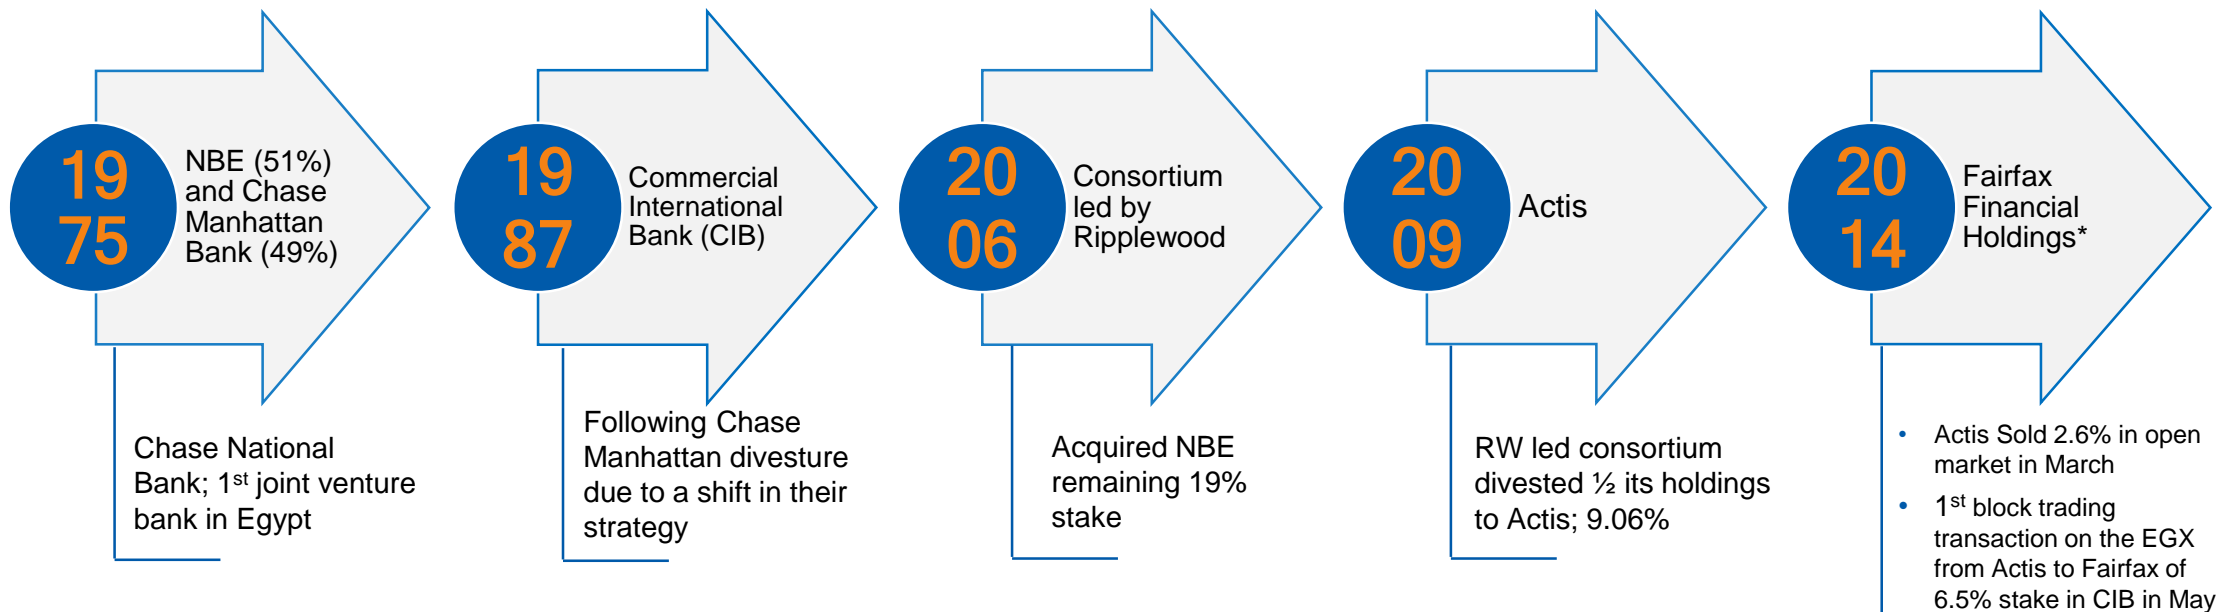 19
75
NBE (51%)
and Chase
Manhattan
Bank (49%)
Chase National
Bank; 1st joint venture
bank in Egypt
19
87
Commercial
International
Bank (CIB)
Following Chase
Manhattan divesture
due to a shift in their
strategy
20
06
Consortium
led by
Ripplewood
Acquired NBE
remaining 19%
stake
20
09
Actis
RW led consortium
divested ½ its holdings
to Actis; 9.06%
20
14
Fairfax
Financial
Holdings*
• Actis Sold 2.6% in open
market in March
• 1st block trading
transaction on the EGX
from Actis to Fairfax of
6.5% stake in CIB in May